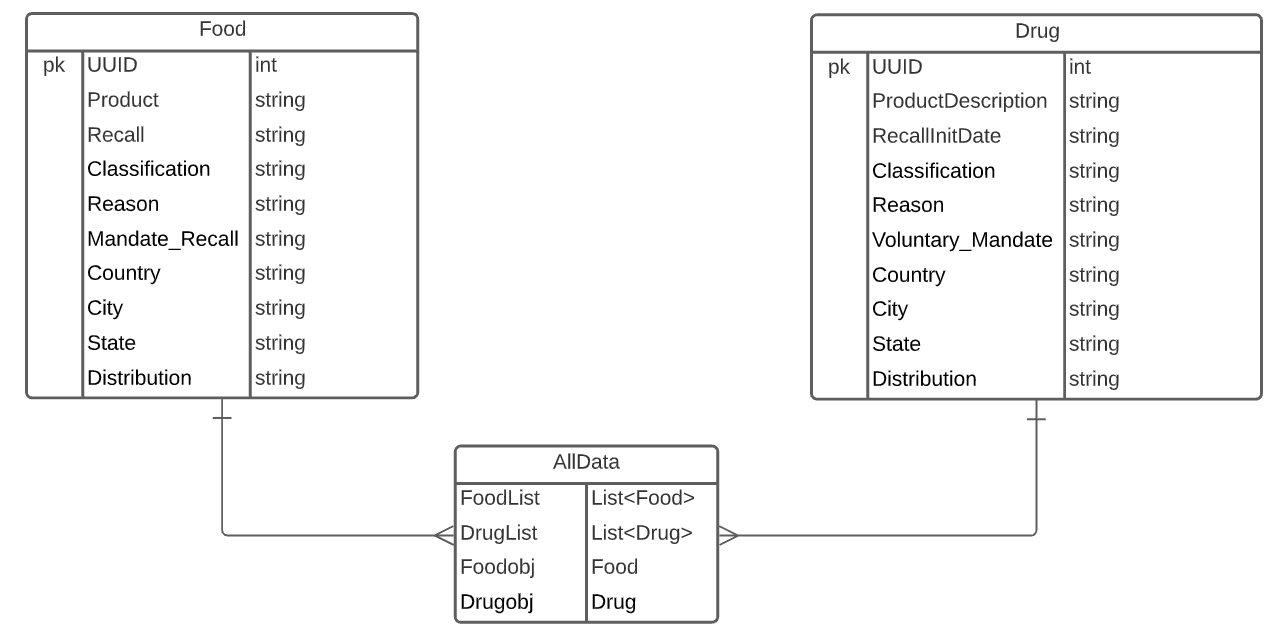 Food
pk UUID int
Product string
Recall string
Classification string
Reason string
Mandate_Recall string
Country string
City string
State string
Distribution string
Drug
pk UUID int
ProductDescription string
RecallInitDate string
Classification string
Reason string
Voluntary_Mandate string
Country string
City string
State string
Distribution string
AllData
FoodList List<Food>
DrugList List<Drug>
Foodobj Food
Drugobj Drug